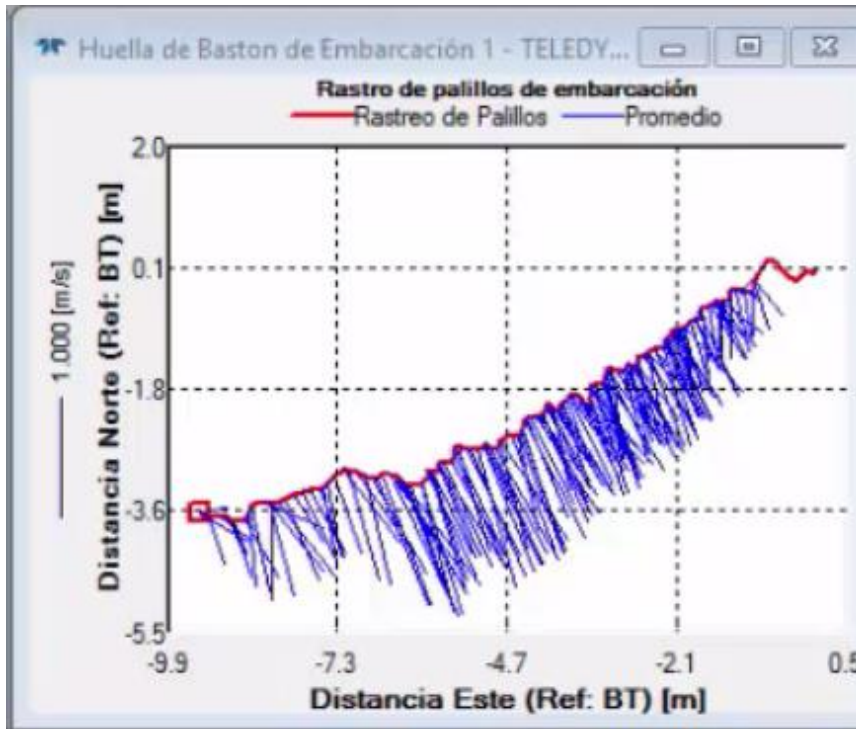 Huella de Baston de Embarcación 1 - TELEDY...
Rastro de palillos de embarcación
Rastreo de Palillos Promedio
2.0
0.1
-1.8
-3.6
-5.5
1.000 [m/s]
Distancia Norte (Ref: BT) [m]
-9.9 -7.3 -4.7 -2.1 0.5
Distancia Este (Ref: BT) [m]